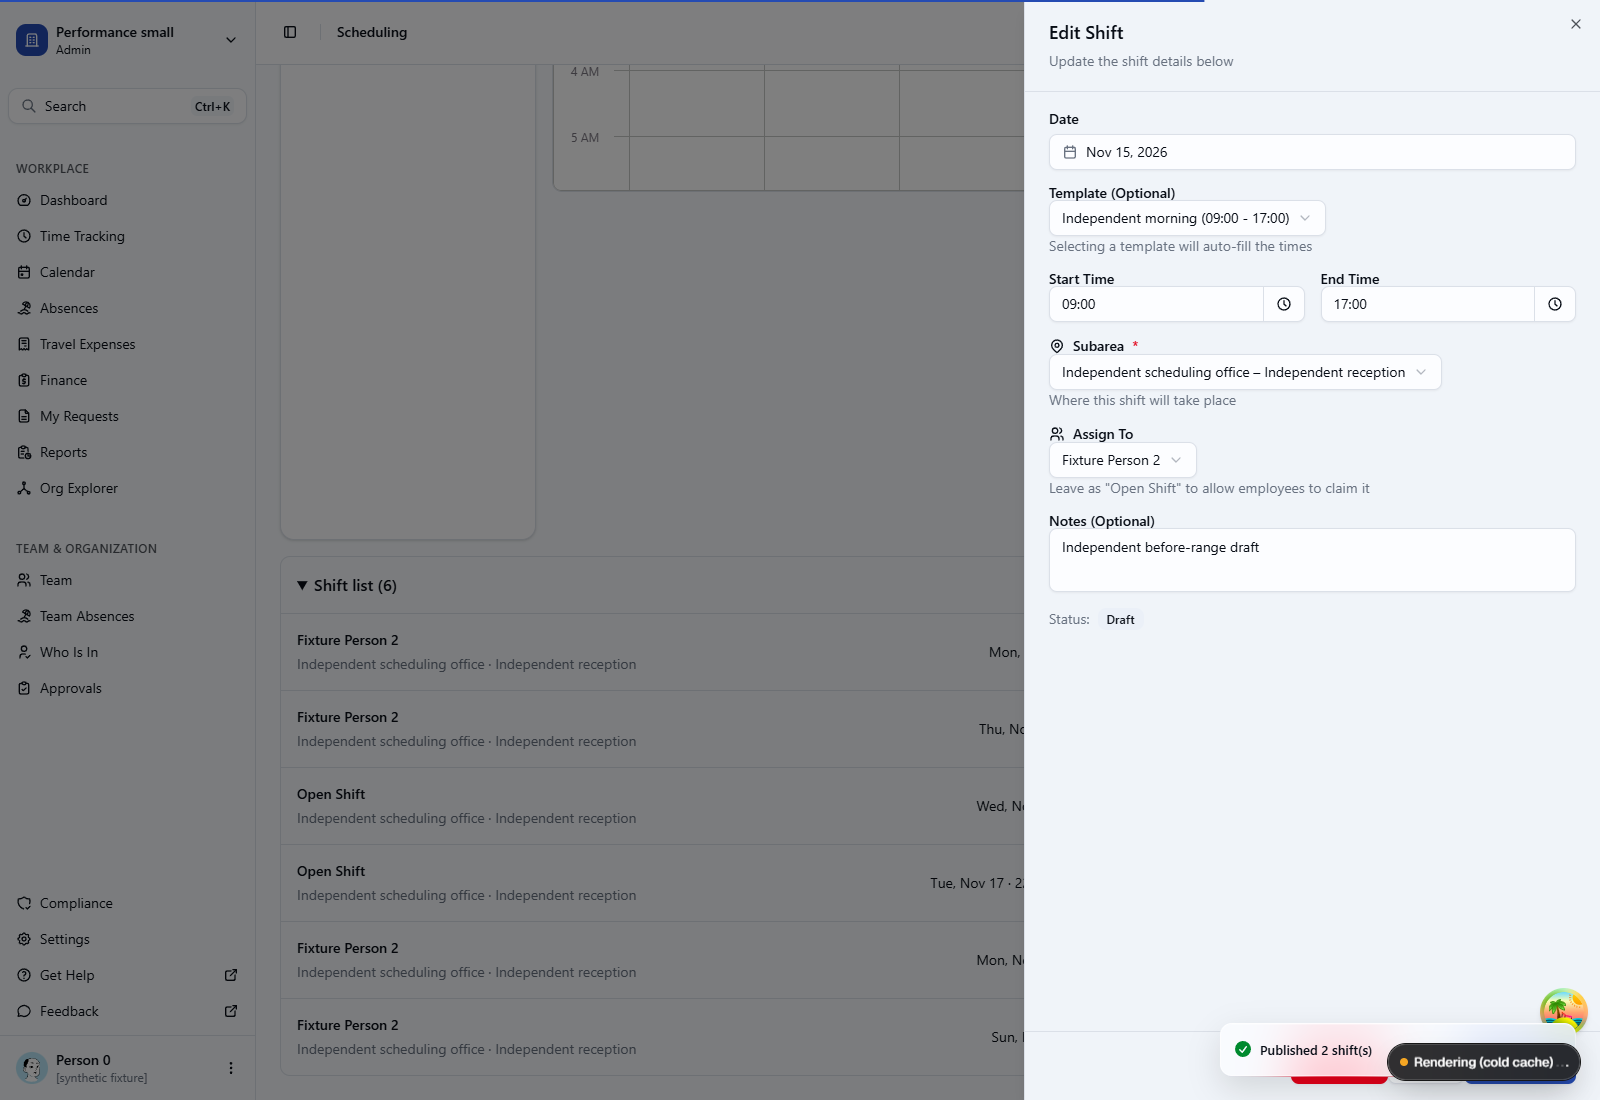 Performance small
Admin
Search
Ctrl+K
WORKPLACE
Dashboard
Time Tracking
Calendar
Absences
Travel Expenses
Finance
My Requests
Reports
Org Explorer
TEAM & ORGANIZATION
Team
Team Absences
Who Is In
Approvals
Compliance
Settings
Get Help
Feedback
Person 0
[synthetic fixture]
Scheduling
4 AM
5 AM
Shift list (6)
Fixture Person 2
Independent scheduling office · Independent reception
Mon,
Fixture Person 2
Independent scheduling office · Independent reception
Thu,
Open Shift
Independent scheduling office · Independent reception
Wed,
Open Shift
Independent scheduling office · Independent reception
Tue, Nov 17 ·
Fixture Person 2
Independent scheduling office · Independent reception
Mon,
Fixture Person 2
Independent scheduling office · Independent reception
Sun,
Edit Shift
Update the shift details below
Date
Nov 15, 2026
Template (Optional)
Independent morning (09:00 - 17:00)
Selecting a template will auto-fill the times
Start Time
End Time
09:00
17:00
Subarea *
Independent scheduling office – Independent reception
Where this shift will take place
Assign To
Fixture Person 2
Leave as "Open Shift" to allow employees to claim it
Notes (Optional)
Independent before-range draft
Status: Draft
Published 2 shift(s)
Rendering (cold cache) ...